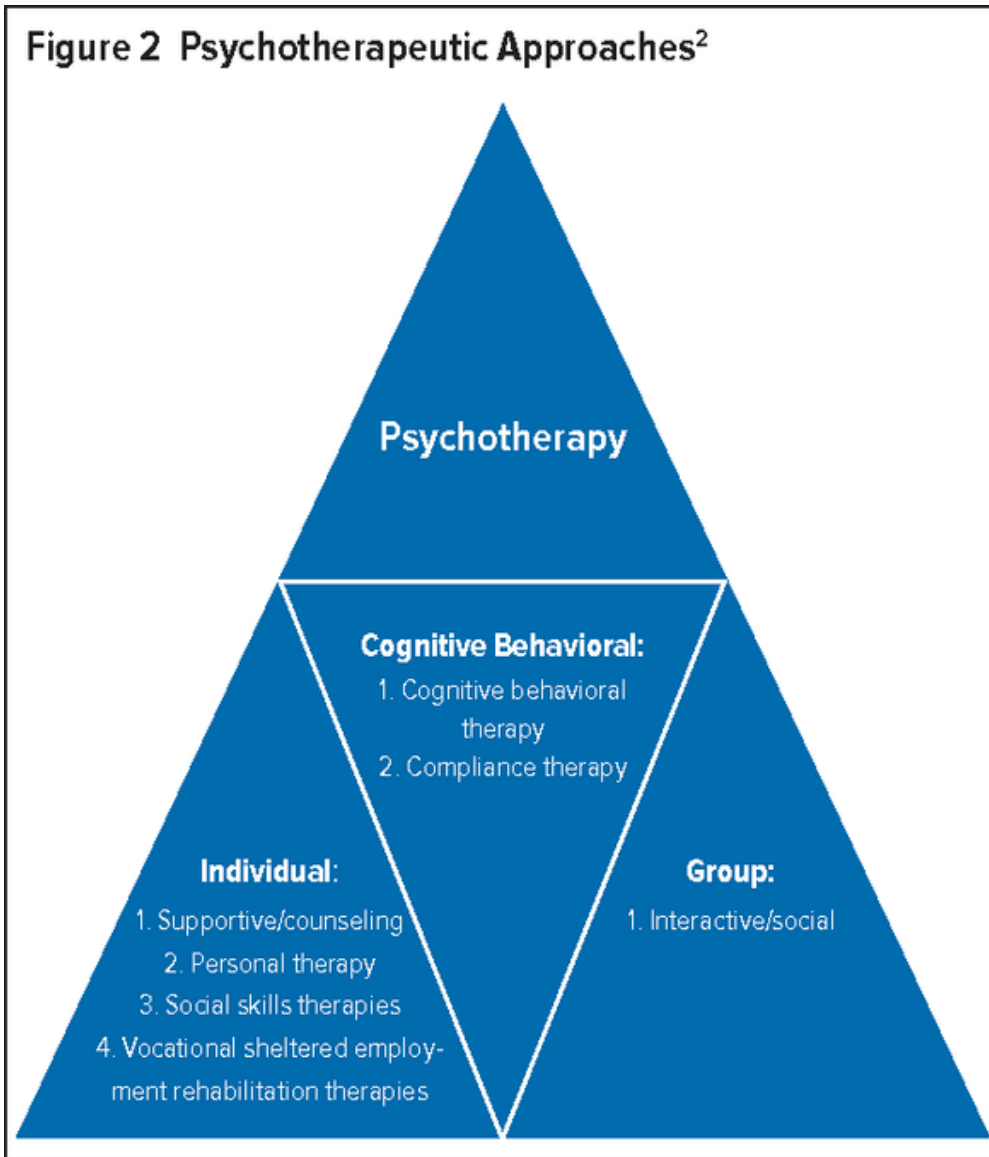 Figure 2 Psychotherapeutic Approaches²
Psychotherapy
Cognitive Behavioral:
1. Cognitive behavioral
therapy
2. Compliance therapy
Individual:
1. Supportive/counseling
2. Personal therapy
3. Social skills therapies
4. Vocational sheltered employ-
ment rehabilitation therapies
Group:
1. Interactive/social